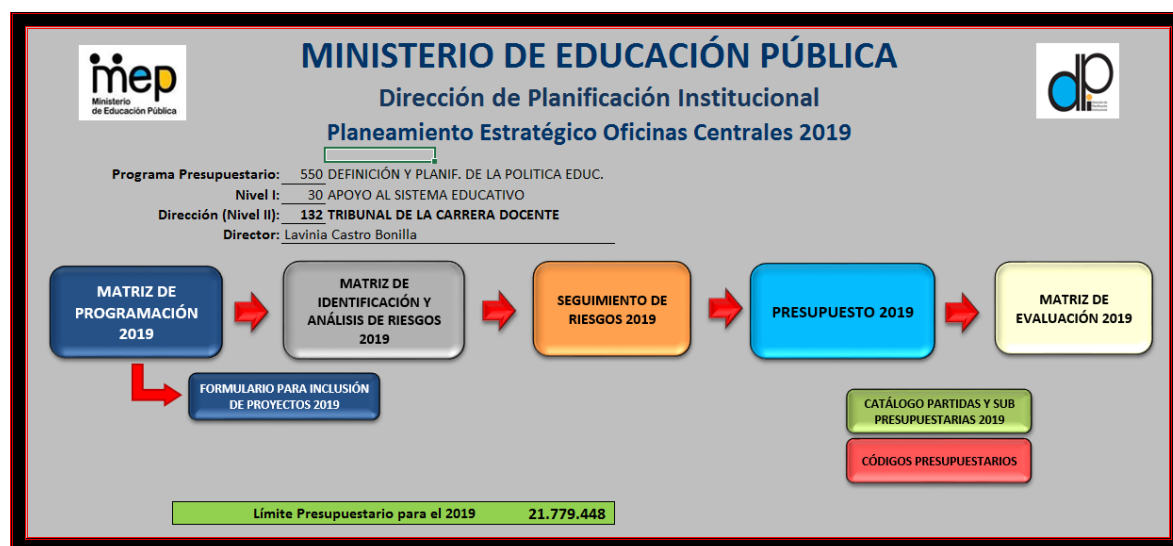 mep
Ministerio
de Educación Pública
MINISTERIO DE EDUCACIÓN PÚBLICA
Dirección de Planificación Institucional
Planeamiento Estratégico Oficinas Centrales 2019
dpi
Programa Presupuestario: 550 DEFINICIÓN Y PLANIF. DE LA POLITICA EDUC.
Nivel I: 30 APOYO AL SISTEMA EDUCATIVO
Dirección (Nivel II): 132 TRIBUNAL DE LA CARRERA DOCENTE
Director: Lavinia Castro Bonilla
MATRIZ DE
PROGRAMACIÓN
2019
MATRIZ DE
IDENTIFICACIÓN Y
ANÁLISIS DE RIESGOS
2019
SEGUIMIENTO DE
RIESGOS 2019
PRESUPUESTO 2019
MATRIZ DE
EVALUACIÓN 2019
FORMULARIO PARA INCLUSIÓN
DE PROYECTOS 2019
CATÁLOGO PARTIDAS Y SUB
PRESUPUESTARIAS 2019
CÓDIGOS PRESUPUESTARIOS
Límite Presupuestario para el 2019 21.779.448